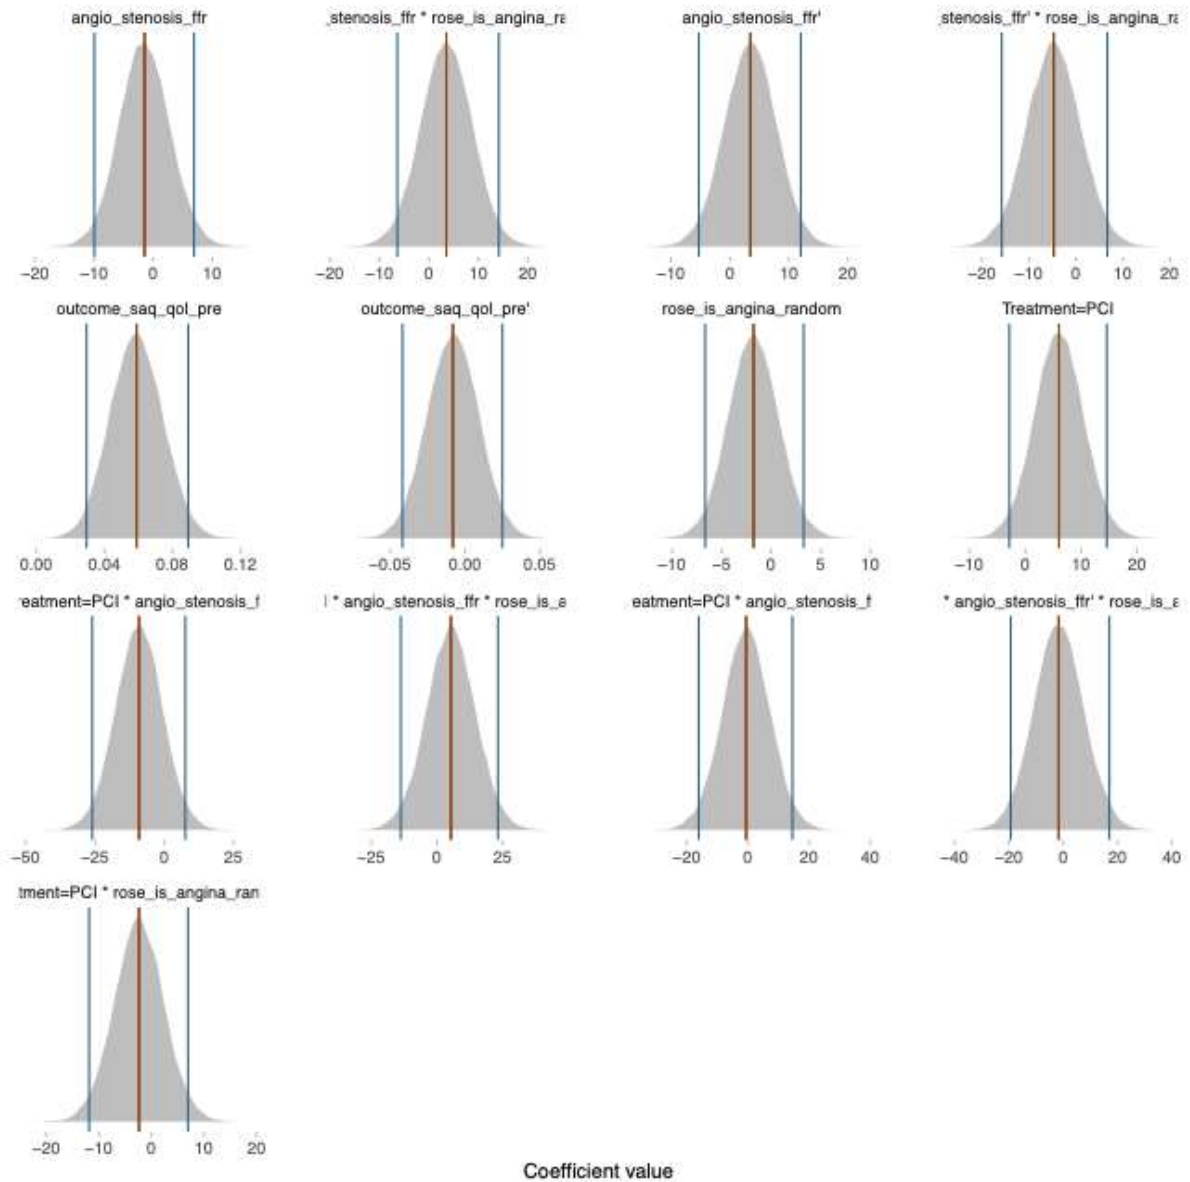 angio_stenosis_ffr _stenosis_ffr * rose_is_angina_ra angio_stenosis_ffr' _stenosis_ffr' * rose_is_angina_ra
−20 −10 0 10 −20 −10 0 10 20 −10 0 10 20 −20 −10 0 10 20
outcome_saq_qol_pre outcome_saq_qol_pre' rose_is_angina_random Treatment=PCI
0.00 0.04 0.08 0.12 −0.05 0.00 0.05 −10 −5 0 5 10 −10 0 10 20
eatment=PCI * angio_stenosis_f I * angio_stenosis_ffr * rose_is_a eatment=PCI * angio_stenosis_f * angio_stenosis_ffr' * rose_is_a
−50 −25 0 25 −25 0 25 −20 0 20 40 −40 −20 0 20 40
tment=PCI * rose_is_angina_ran
−20 −10 0 10 20
Coefficient value